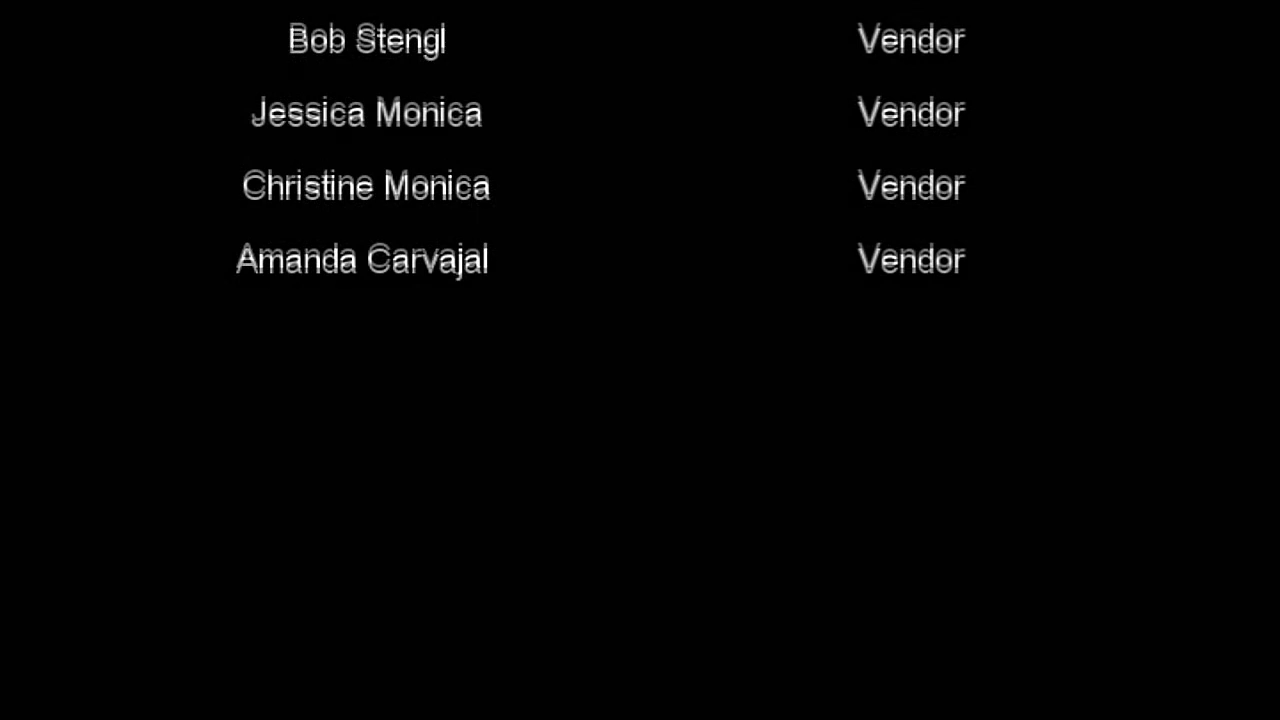 Bob Stengl Vendor
Jessica Monica Vendor
Christine Monica Vendor
Amanda Carvajal Vendor